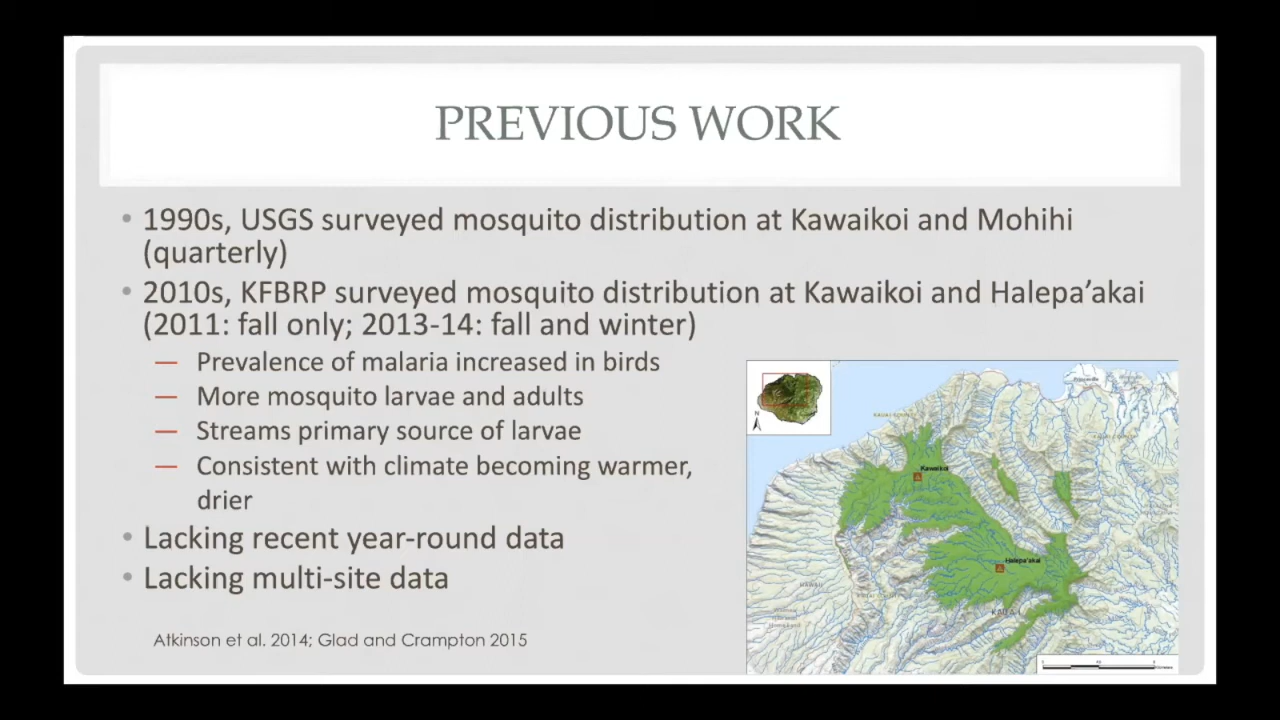 PREVIOUS WORK
• 1990s, USGS surveyed mosquito distribution at Kawaikoi and Mohihi
(quarterly)
• 2010s, KFBRP surveyed mosquito distribution at Kawaikoi and Halepa’akai
(2011: fall only; 2013-14: fall and winter)
— Prevalence of malaria increased in birds
— More mosquito larvae and adults
— Streams primary source of larvae
— Consistent with climate becoming warmer,
drier
• Lacking recent year-round data
• Lacking multi-site data
Atkinson et al. 2014; Glad and Crampton 2015
N
Kawaikoi
Halepa'akai